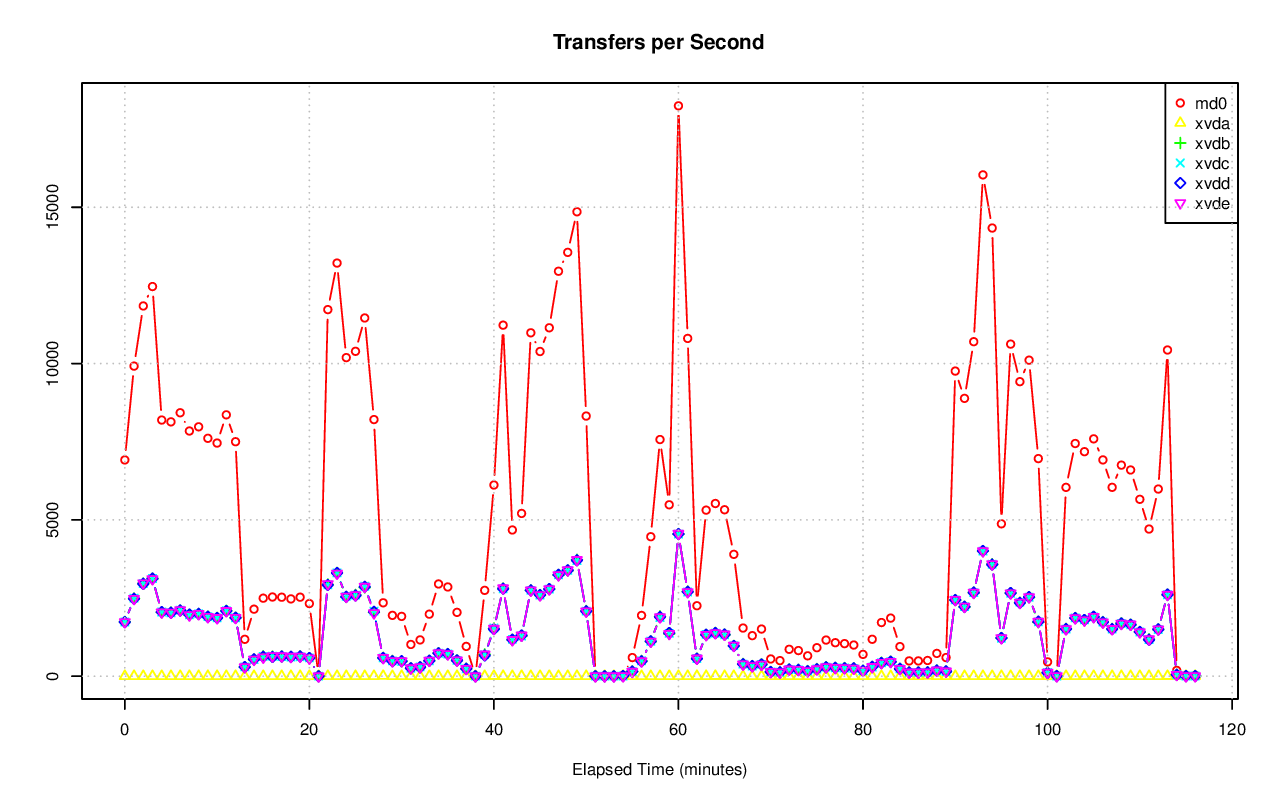 Transfers per Second
md0
xvda
xvdb
xvdc
xvdd
xvde
15000
10000
5000
0
0 20 40 60 80 100 120
Elapsed Time (minutes)